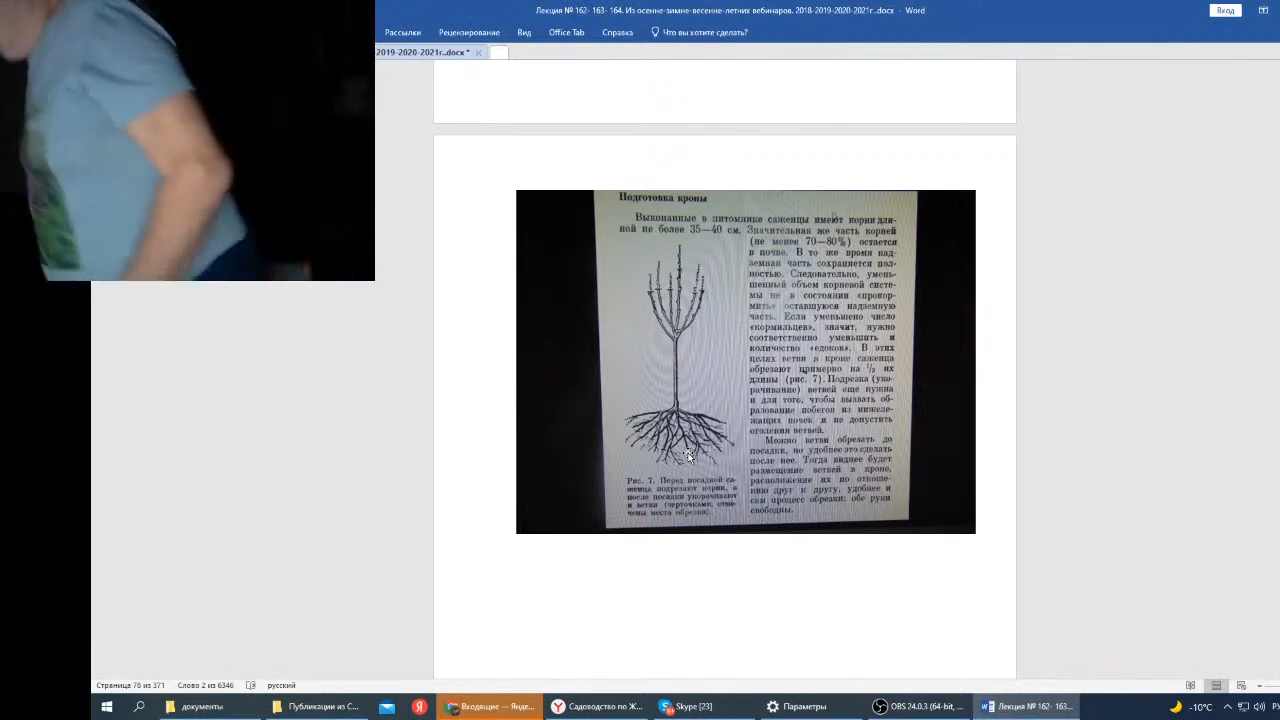 Лекция № 162- 163- 164. Из осенне-зимне-весенне-летних вебинаров. 2018-2019-2020-2021г..docx - Word
Вход
Рассылки Рецензирование Вид Office Tab Справка Что вы хотите сделать?
2019-2020-2021г..docx *
Подготовка кроны
Выкопанные в питомнике саженцы имеют корни дли-
ной не более 35—40 см. Значительная же часть корней
(не менее 70—80%) остается
в почве. В то же время над-
земная часть сохраняется пол-
ностью. Следовательно, умень-
шенный объем корневой систе-
мы не в состоянии «прокор-
мить» оставшуюся надземную
часть. Если уменьшено число
«кормильцев», значит, нужно
соответственно уменьшить и
количество «едоков». В этих
целях ветви в кроне саженца
обрезают примерно на 1/3 их
длины (рис. 7). Подрезка (уко-
рачивание) ветвей еще нужна
и для того, чтобы вызвать об-
разование побегов из нижеле-
жащих почек и не допустить
оголения ветвей.
Можно ветви обрезать до
посадки, но удобнее это сделать
после нее. Тогда виднее будет
размещение ветвей в кроне,
расположение их по отноше-
нию друг к другу, удобнее и
сам процесс обрезки: обе руки
свободны.
Рис. 7. Перед посадкой са-
женца подрезают корни, а
после посадки укорачивают
и ветви (черточками отме-
чены места обрезки).
Страница 78 из 371 Слово 2 из 6346 русский
документы Публикации из С... Входящие — Янде... Садоводство по Ж... Skype [23] Параметры OBS 24.0.3 (64-bit, ... Лекция № 162- 163...